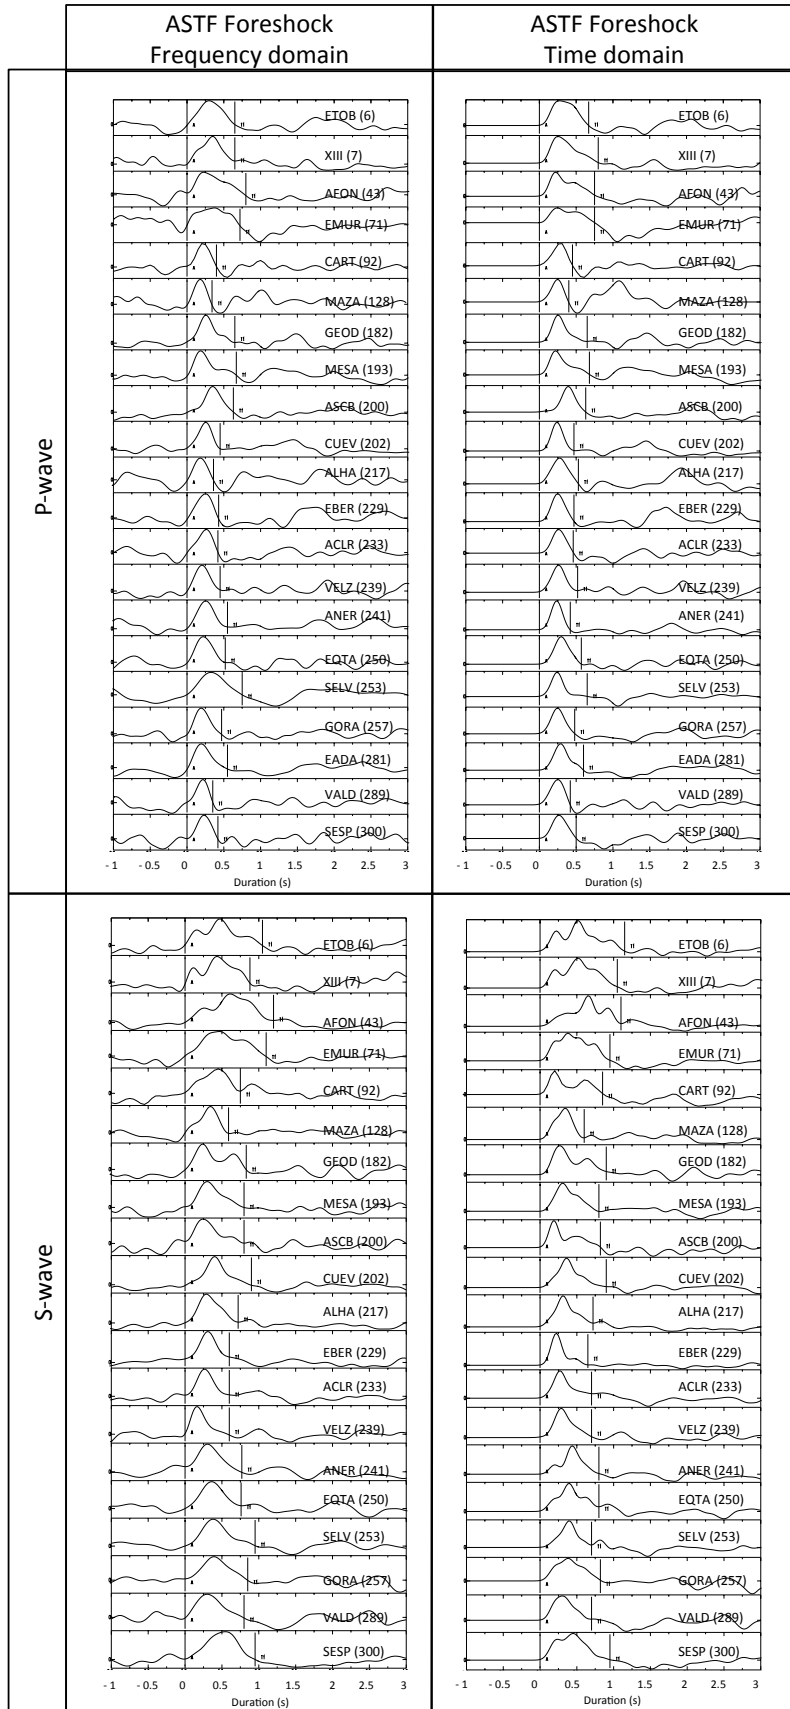 ASTF Foreshock
Frequency domain
ASTF Foreshock
Time domain
P-wave
ETOB (6)
XIII (7)
AFON (43)
EMUR (71)
CART (92)
MAZA (128)
GEOD (182)
MESA (193)
ASCB (200)
CUEV (202)
ALHA (217)
EBER (229)
ACLR (233)
VELZ (239)
ANER (241)
EQTA (250)
SELV (253)
GORA (257)
EADA (281)
VALD (289)
SESP (300)
- 1 - 0.5 0 0.5 1 1.5 2 2.5 3
Duration (s)
ETOB (6)
XIII (7)
AFON (43)
EMUR (71)
CART (92)
MAZA (128)
GEOD (182)
MESA (193)
ASCB (200)
CUEV (202)
ALHA (217)
EBER (229)
ACLR (233)
VELZ (239)
ANER (241)
EQTA (250)
SELV (253)
GORA (257)
EADA (281)
VALD (289)
SESP (300)
- 1 - 0.5 0 0.5 1 1.5 2 2.5 3
Duration (s)
S-wave
ETOB (6)
XIII (7)
AFON (43)
EMUR (71)
CART (92)
MAZA (128)
GEOD (182)
MESA (193)
ASCB (200)
CUEV (202)
ALHA (217)
EBER (229)
ACLR (233)
VELZ (239)
ANER (241)
EQTA (250)
SELV (253)
GORA (257)
VALD (289)
SESP (300)
- 1 - 0.5 0 0.5 1 1.5 2 2.5 3
Duration (s)
ETOB (6)
XIII (7)
AFON (43)
EMUR (71)
CART (92)
MAZA (128)
GEOD (182)
MESA (193)
ASCB (200)
CUEV (202)
ALHA (217)
EBER (229)
ACLR (233)
VELZ (239)
ANER (241)
EQTA (250)
SELV (253)
GORA (257)
VALD (289)
SESP (300)
- 1 - 0.5 0 0.5 1 1.5 2 2.5 3
Duration (s)